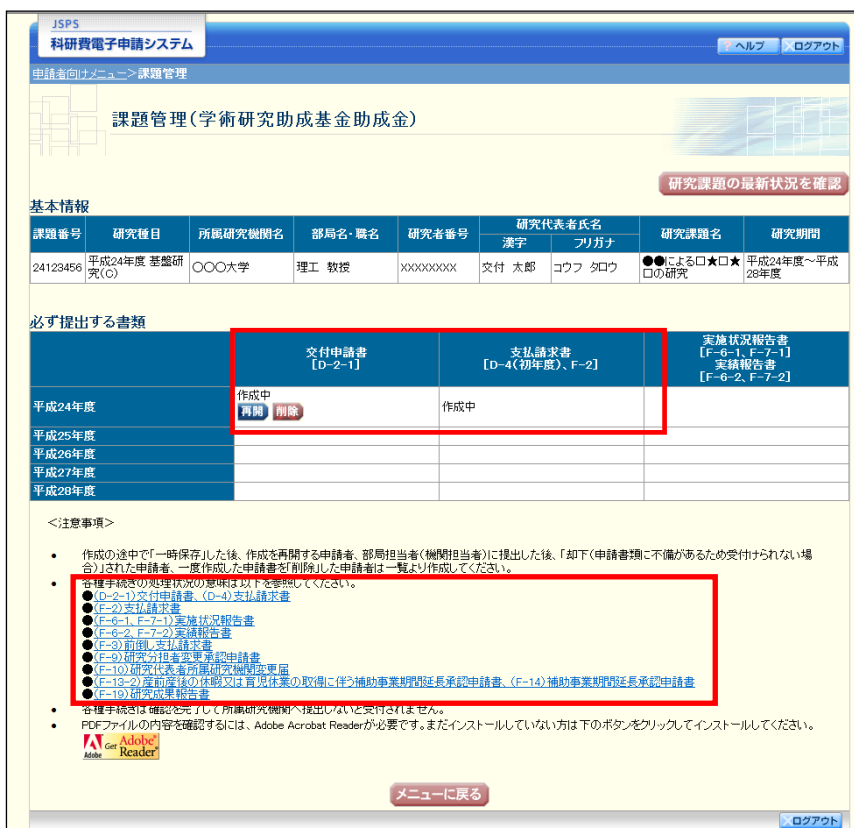 JSPS
科研費電子申請システム
? ヘルプ
×ログアウト
申請者向けメニュー>課題管理
課題管理(学術研究助成基金助成金)
研究課題の最新状況を確認
基本情報
課題番号 研究種目 所属研究機関名 部局名・職名 研究者番号 研究代表者氏名 研究課題名 研究期間
漢字 フリガナ
24123456 平成24年度 基盤研究(C) ○○○大学 理工 教授 XXXXXXXX 交付 太郎 コウフ タロウ ●●による□★□★□の研究 平成24年度~平成28年度
必ず提出する書類
交付申請書
[D-2-1]
支払請求書
[D-4(初年度)、F-2]
実施状況報告書
[F-6-1、F-7-1]
実績報告書
[F-6-2、F-7-2]
平成24年度 作成中 再開 削除 作成中
平成25年度
平成26年度
平成27年度
平成28年度
<注意事項>
• 作成の途中で「一時保存」した後、作成を再開する申請者、部局担当者(機関担当者)に提出した後、「却下(申請書類に不備があるため受付けられない場
合)」された申請者、一度作成した申請書を「削除」した申請者は一覧より作成してください。
• 各種手続きの処理状況の意味は以下を参照してください。
●(D-2-1)交付申請書、(D-4)支払請求書
●(F-2)支払請求書
●(F-6-1、F-7-1)実施状況報告書
●(F-6-2、F-7-2)実績報告書
●(F-3)前倒し支払請求書
●(F-9)研究分担者変更承認申請書
●(F-10)研究代表者所属研究機関変更届
●(F-13-2)産前産後の休暇又は育児休業の取得に伴う補助事業期間延長承認申請書、(F-14)補助事業期間延長承認申請書
●(F-19)研究成果報告書
• 各種手続きは確認を完了して所属研究機関へ提出しないと受付されません。
• PDFファイルの内容を確認するには、Adobe Acrobat Readerが必要です。まだインストールしていない方は下のボタンをクリックしてインストールしてください。
Adobe Get Adobe® Reader®
メニューに戻る
×ログアウト